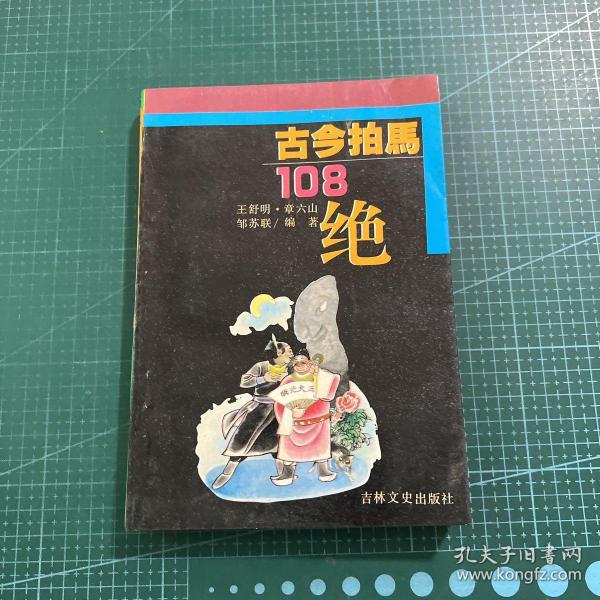 古今拍馬
108
绝
王舒明·章六山
邹苏联/编著
吉林文史出版社
孔夫子旧书网
www.kongfz.com